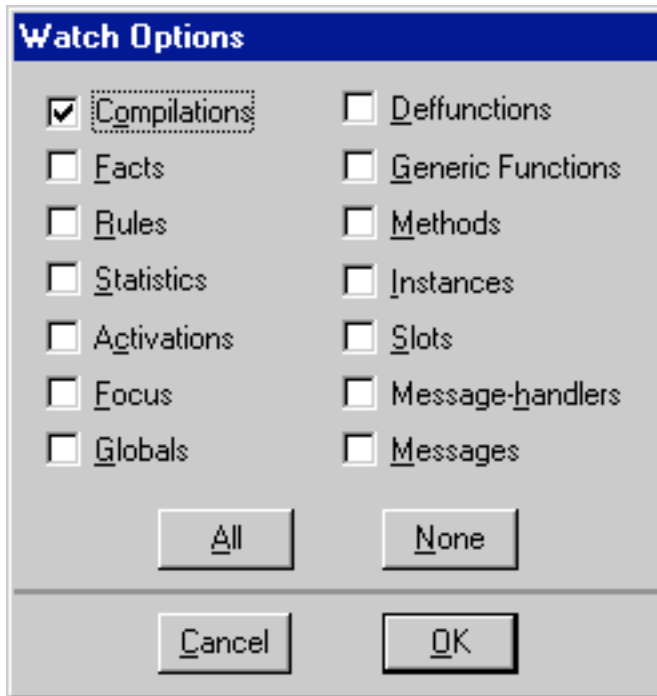 Watch Options
Compilations Deffunctions
Facts Generic Functions
Rules Methods
Statistics Instances
Activations Slots
Focus Message-handlers
Globals Messages
All None
Cancel OK